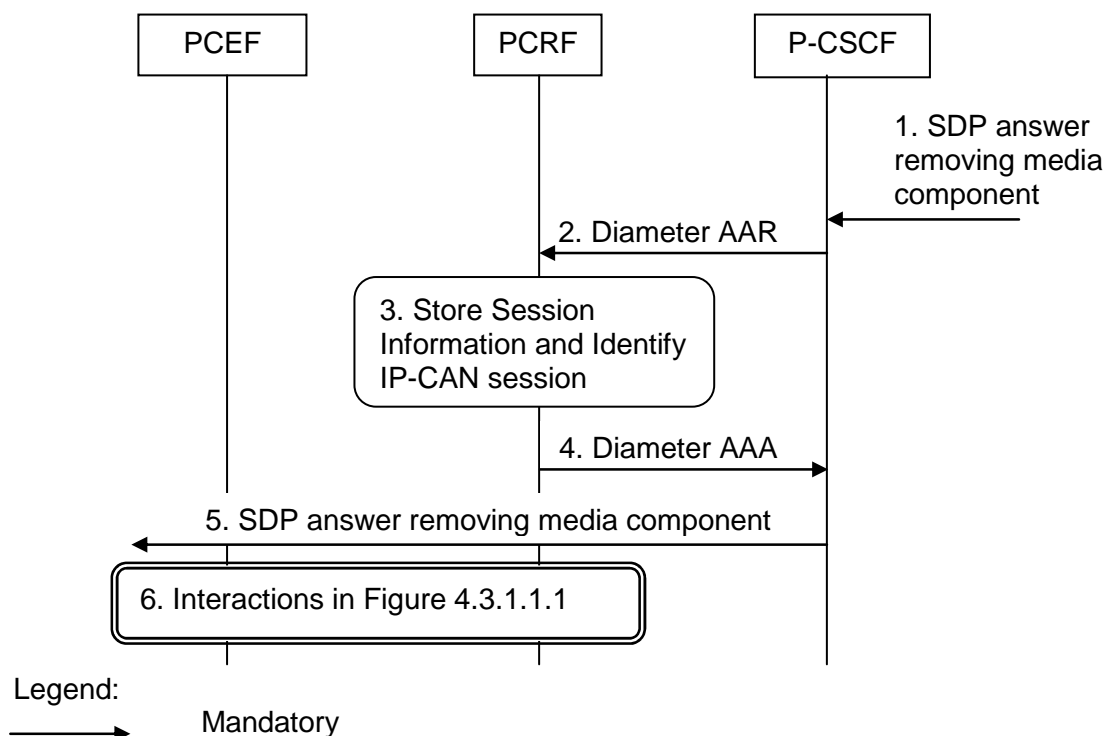 PCEF
PCRF
P-CSCF
1. SDP answer
removing media
component
2. Diameter AAR
3. Store Session
Information and Identify
IP-CAN session
4. Diameter AAA
5. SDP answer removing media component
6. Interactions in Figure 4.3.1.1.1
Legend:
Mandatory